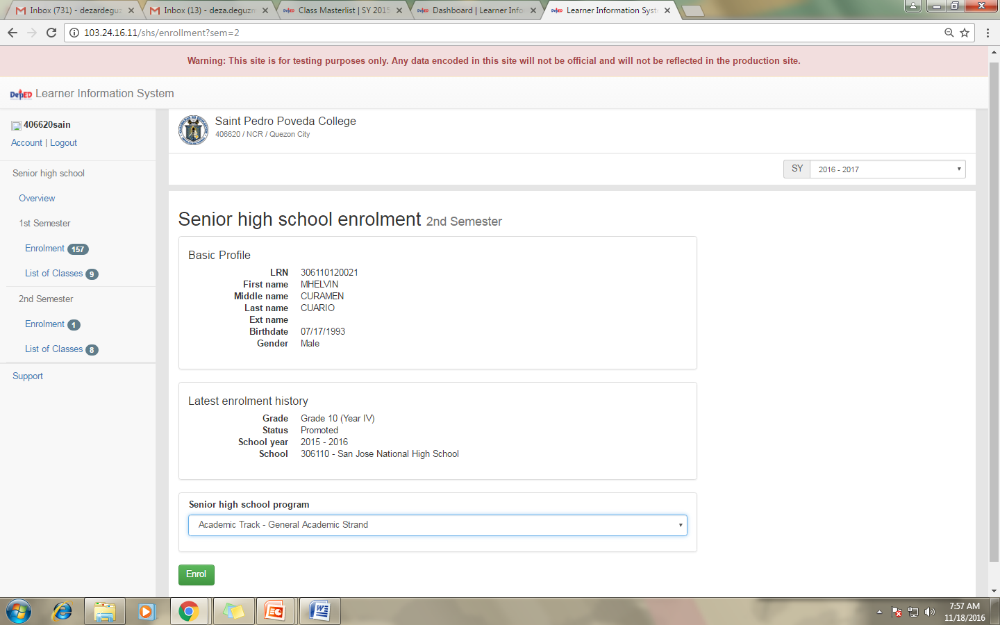 Inbox (731) - dezardeguz
Inbox (13) - deza.deguzm
Class Masterlist | SY 2015
Dashboard | Learner Info
Learner Information Syst
103.24.16.11/shs/enrollment?sem=2
Warning: This site is for testing purposes only. Any data encoded in this site will not be official and will not be reflected in the production site.
DepED Learner Information System
406620sain
Account | Logout
Senior high school
Overview
1st Semester
Enrolment 157
List of Classes 9
2nd Semester
Enrolment 1
List of Classes 8
Support
Saint Pedro Poveda College
406620 / NCR / Quezon City
SY 2016 - 2017
Senior high school enrolment 2nd Semester
Basic Profile
LRN 306110120021
First name MHELVIN
Middle name CURAMEN
Last name CUARIO
Ext name
Birthdate 07/17/1993
Gender Male
Latest enrolment history
Grade Grade 10 (Year IV)
Status Promoted
School year 2015 - 2016
School 306110 - San Jose National High School
Senior high school program
Academic Track - General Academic Strand
Enrol
7:57 AM
11/18/2016